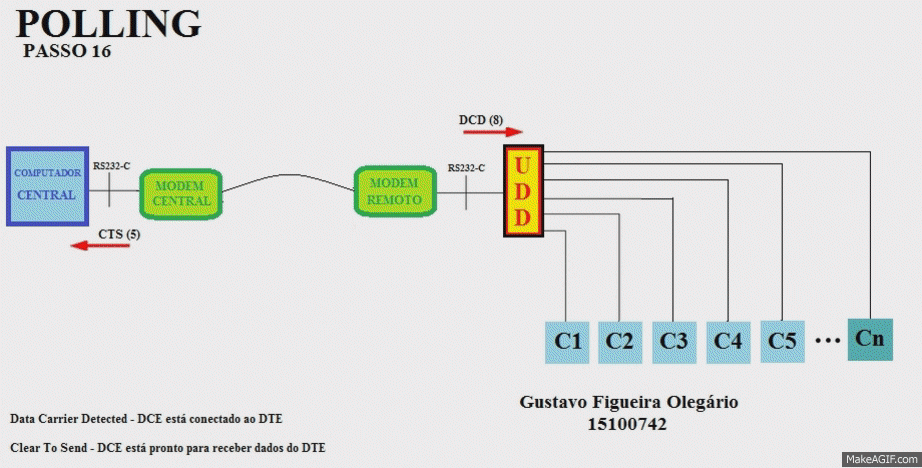 POLLING
PASSO 16
DCD (8)
COMPUTADOR
CENTRAL
RS232-C
MODEM
CENTRAL
MODEM
REMOTO
RS232-C
U
D
D
CTS (5)
C1 C2 C3 C4 C5 ... Cn
Gustavo Figueira Olegário
15100742
Data Carrier Detected - DCE está conectado ao DTE
Clear To Send - DCE está pronto para receber dados do DTE
MakeAGIF.com